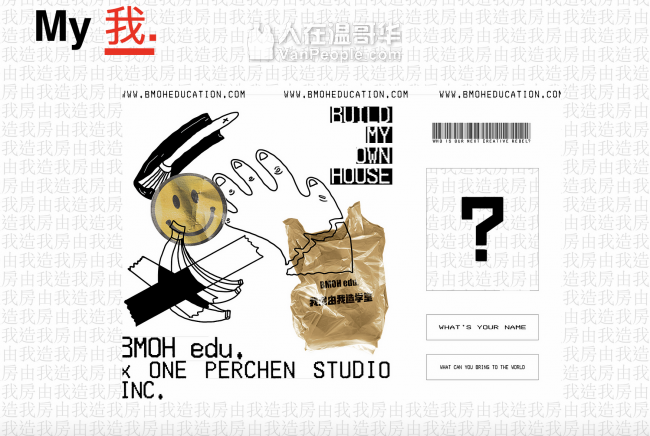 My 我.
人在温哥华
VanPeople.com
WWW.BMOHEDUCATION.COM WWW.BMOHEDUCATION.COM WWW.BMOHEDUCATION.COM
BUILD
MY
OWN
HOUSE
WHO IS OUR NEXT CREATIVE REBEL?
?
BMOH edu.
我房由我造学堂
WHAT'S YOUR NAME
WHAT CAN YOU BRING TO THE WORLD
BMOH edu.
x ONE PERCHEN STUDIO
INC.